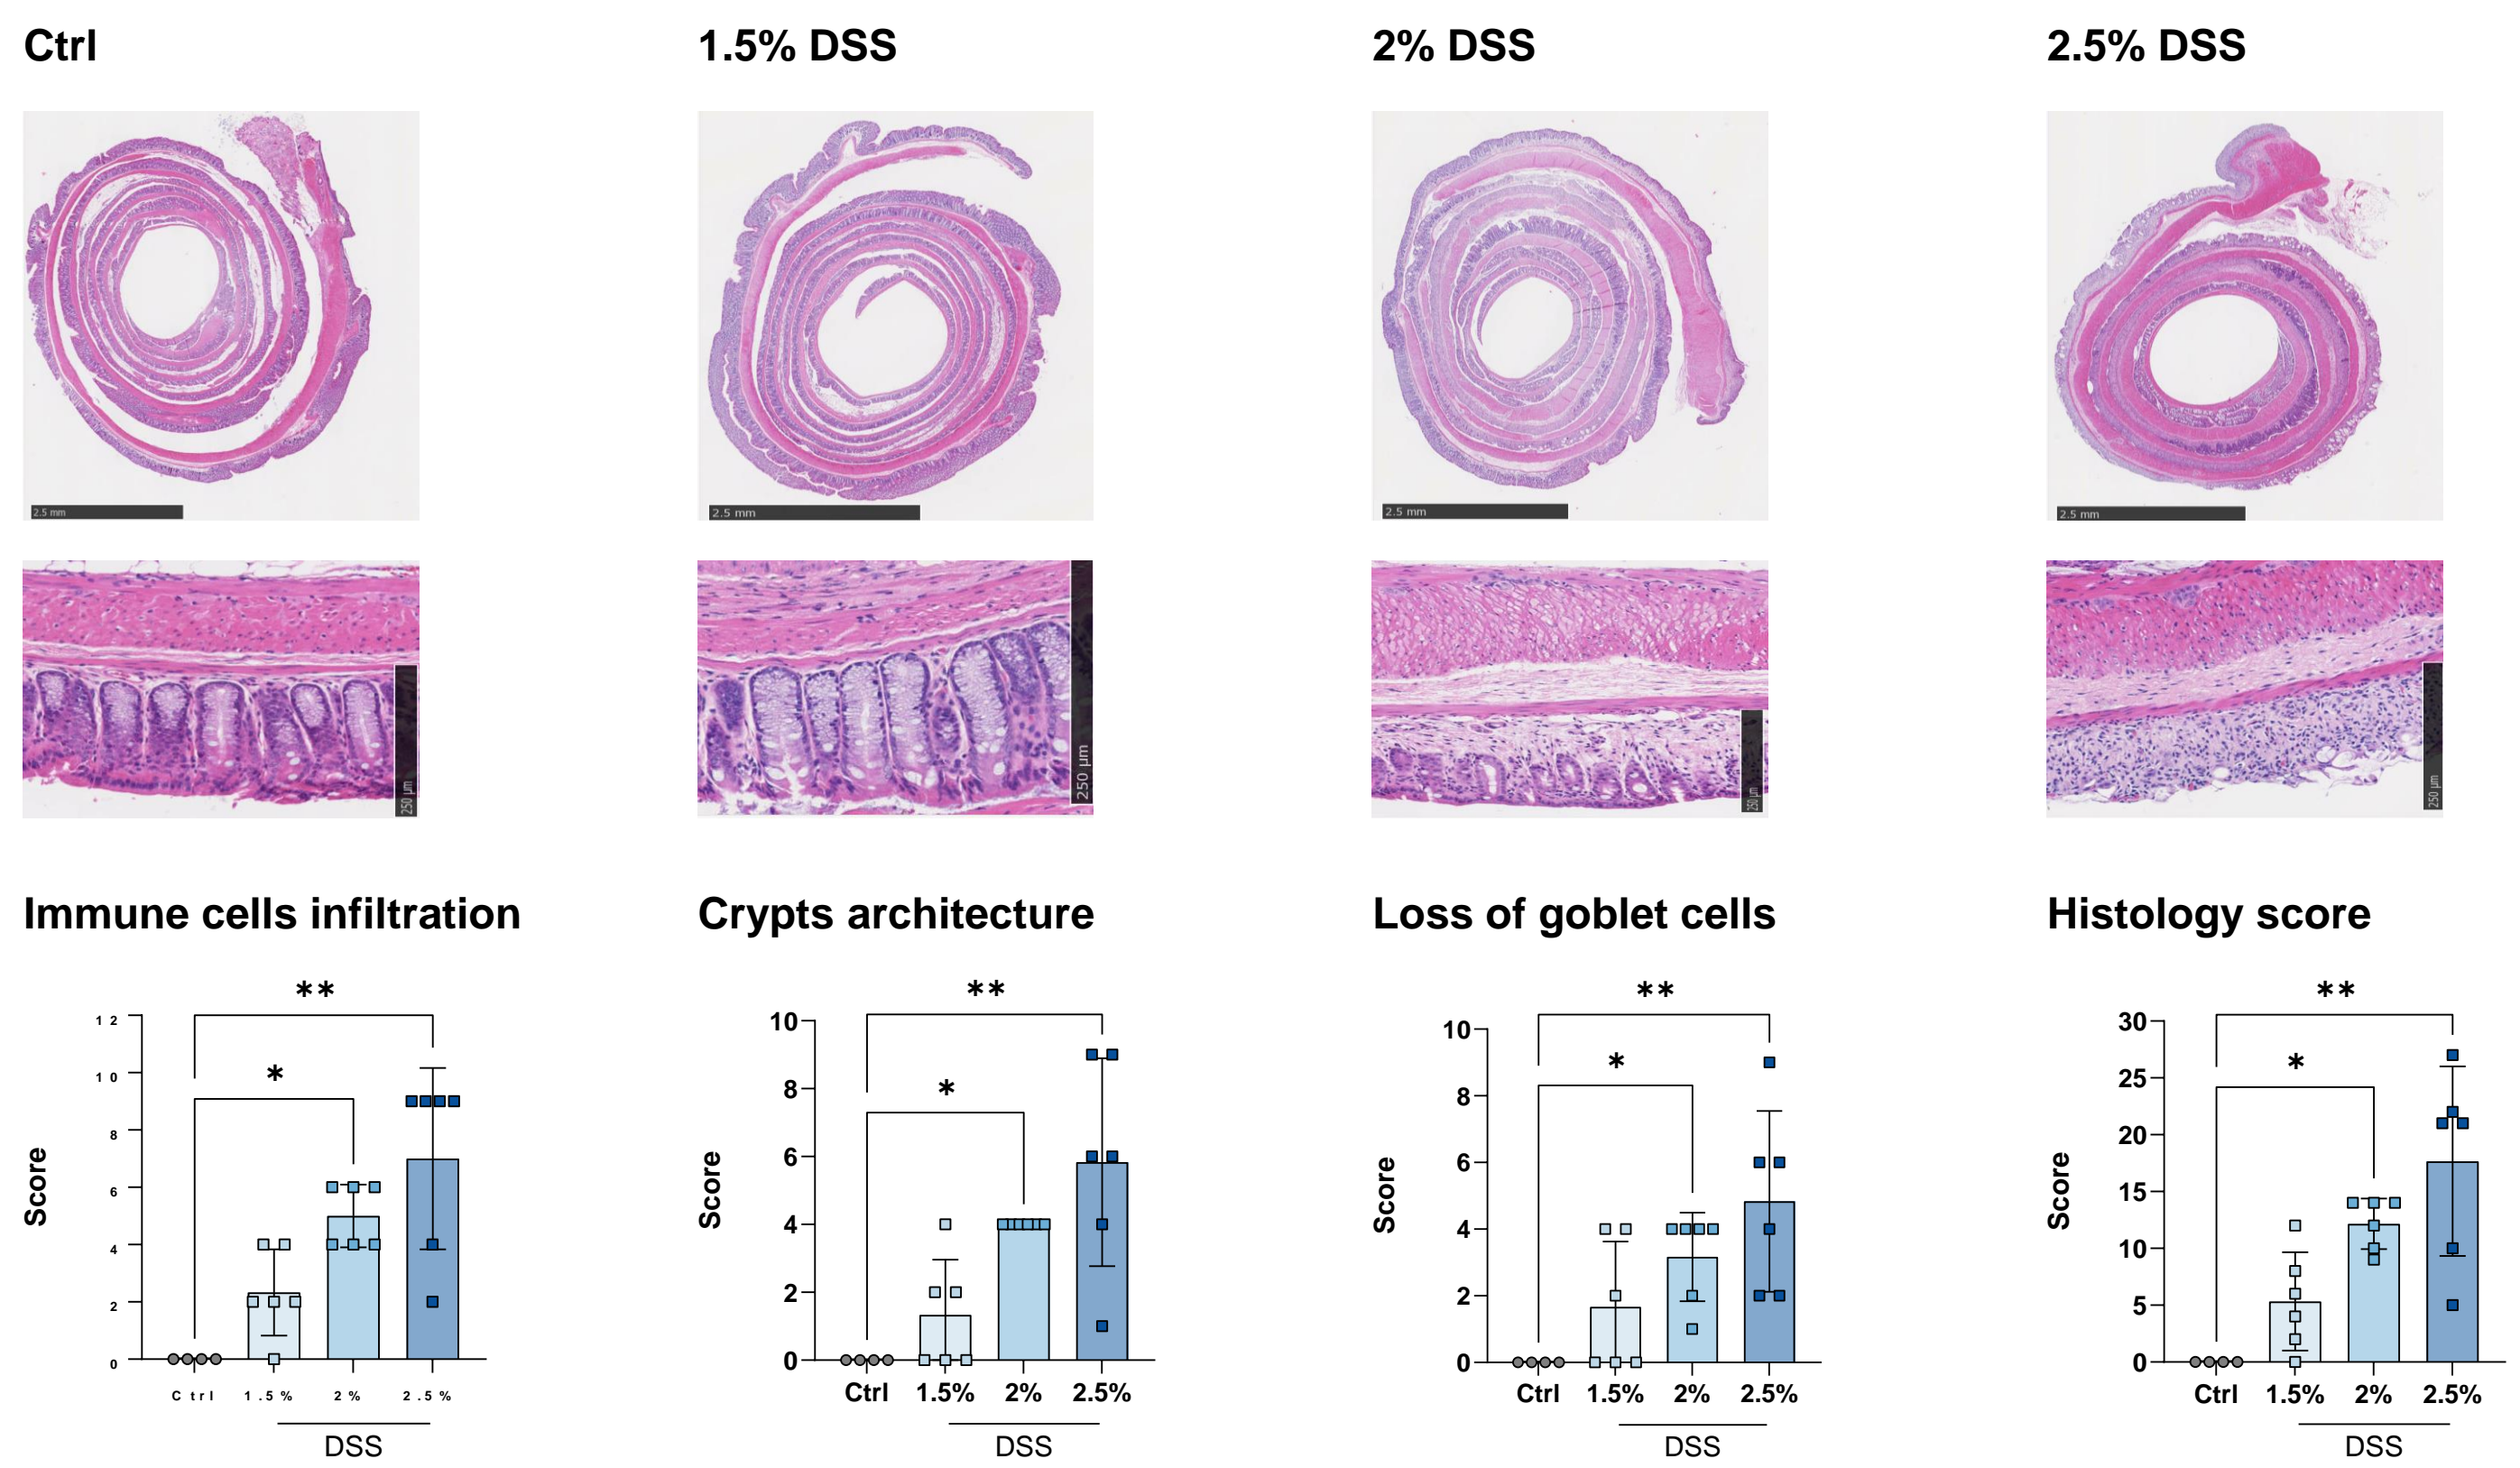 Ctrl
1.5% DSS
2% DSS
2.5% DSS
2.5 mm
2.5 mm
2.5 mm
2.5 mm
250 µm
250 µm
250 µm
250 µm
Immune cells infiltration
**
*
12
10
8
6
4
2
0
Score
Ctrl
1.5%
2%
2.5%
DSS
Crypts architecture
**
*
10
8
6
4
2
0
Score
Ctrl
1.5%
2%
2.5%
DSS
Loss of goblet cells
**
*
10
8
6
4
2
0
Score
Ctrl
1.5%
2%
2.5%
DSS
Histology score
**
*
30
25
20
15
10
5
0
Score
Ctrl
1.5%
2%
2.5%
DSS